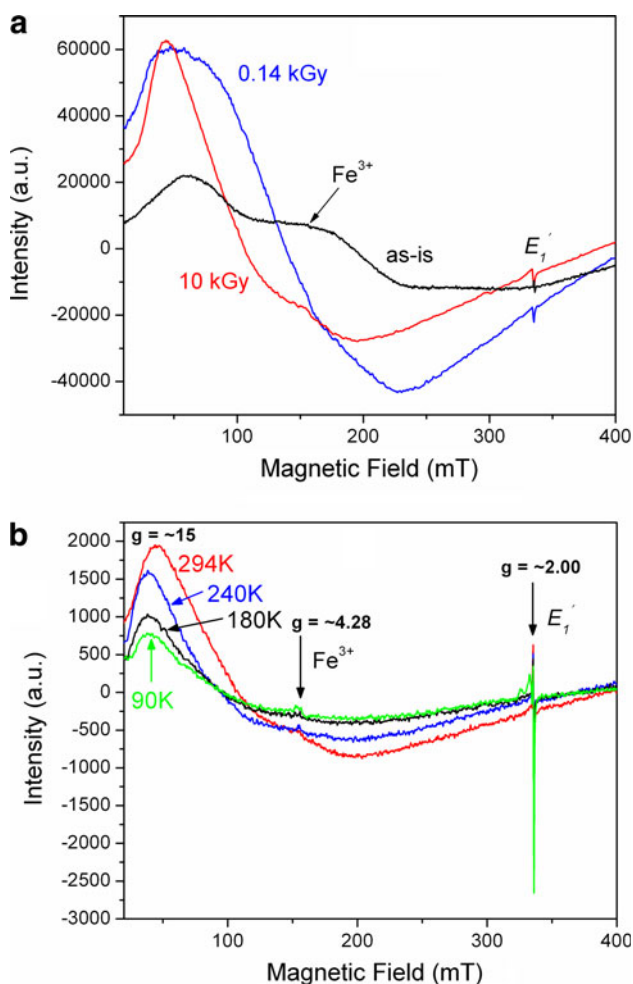 a
60000
40000
20000
0
-20000
-40000
Intensity (a.u.)
0.14 kGy
Fe3+
as-is
E1′
10 kGy
100
200
300
400
Magnetic Field (mT)
b
2000
1500
1000
500
0
-500
-1000
-1500
-2000
-2500
-3000
Intensity (a.u.)
g = ~15
294K
240K
180K
90K
g = ~4.28
Fe3+
g = ~2.00
E1′
100
200
300
400
Magnetic Field (mT)